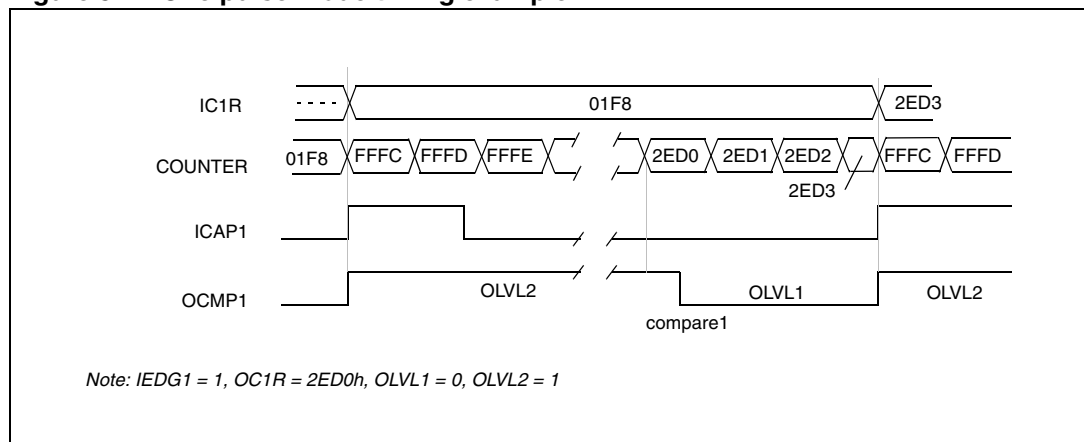 IC1R - - - - 01F8 2ED3
COUNTER 01F8 FFFC FFFD FFFE 2ED0 2ED1 2ED2 FFFC FFFD
2ED3
ICAP1
OCMP1 OLVL2 OLVL1 OLVL2
compare1
Note: IEDG1 = 1, OC1R = 2ED0h, OLVL1 = 0, OLVL2 = 1